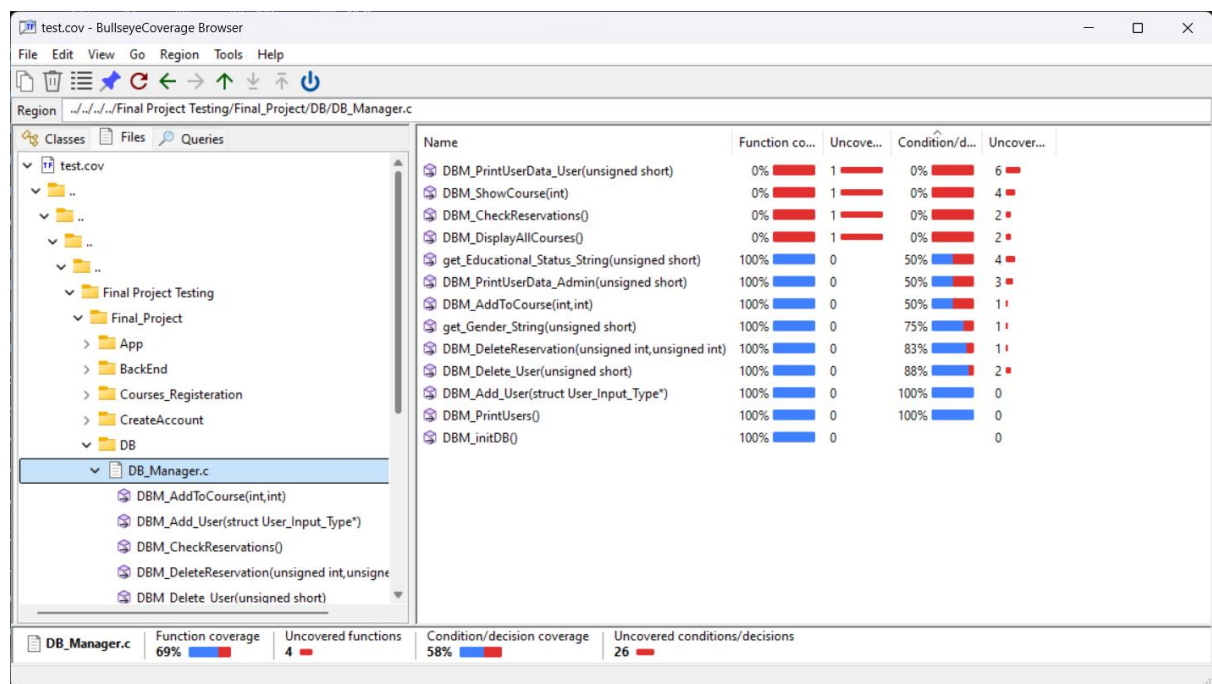 test.cov - BullseyeCoverage Browser
File Edit View Go Region Tools Help
Region ../../../../Final Project Testing/Final_Project/DB/DB_Manager.c
Classes Files Queries
test.cov
..
..
..
..
Final Project Testing
Final_Project
App
BackEnd
Courses_Registeration
CreateAccount
DB
DB_Manager.c
DBM_AddToCourse(int,int)
DBM_Add_User(struct User_Input_Type*)
DBM_CheckReservations()
DBM_DeleteReservation(unsigned int,unsigne
DBM_Delete_User(unsigned short)
Name Function co... Uncove... Condition/d... Uncover...
DBM_PrintUserData_User(unsigned short) 0% 1 0% 6
DBM_ShowCourse(int) 0% 1 0% 4
DBM_CheckReservations() 0% 1 0% 2
DBM_DisplayAllCourses() 0% 1 0% 2
get_Educational_Status_String(unsigned short) 100% 0 50% 4
DBM_PrintUserData_Admin(unsigned short) 100% 0 50% 3
DBM_AddToCourse(int,int) 100% 0 50% 1
get_Gender_String(unsigned short) 100% 0 75% 1
DBM_DeleteReservation(unsigned int,unsigned int) 100% 0 83% 1
DBM_Delete_User(unsigned short) 100% 0 88% 2
DBM_Add_User(struct User_Input_Type*) 100% 0 100% 0
DBM_PrintUsers() 100% 0 100% 0
DBM_initDB() 100% 0 0
DB_Manager.c
Function coverage
69%
Uncovered functions
4
Condition/decision coverage
58%
Uncovered conditions/decisions
26